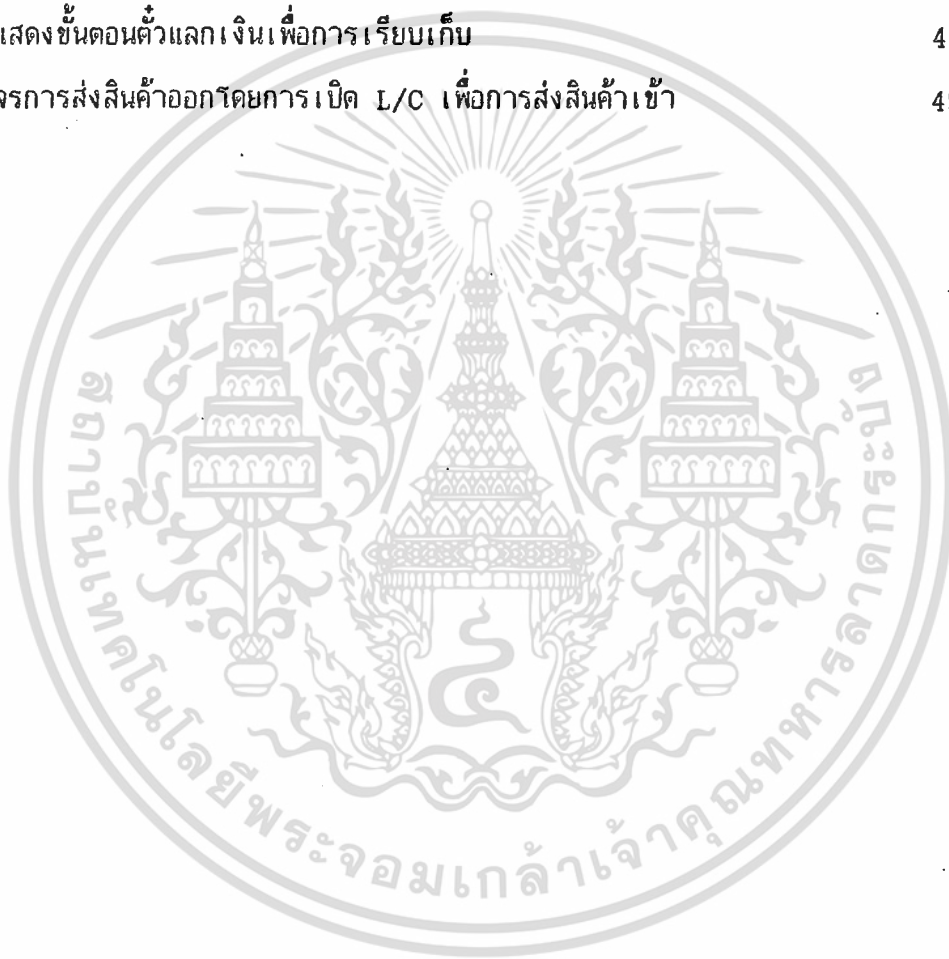 แสดงขั้นตอนตั๋วแลกเงินเพื่อการเรียบเก็บ 4
จรการส่งสินค้าออกโดยการเปิด L/C เพื่อการส่งสินค้าเข้า 4
สถาบันเทคโนโลยีพระจอมเกล้าเจ้าคุณทหารลาดกระบัง